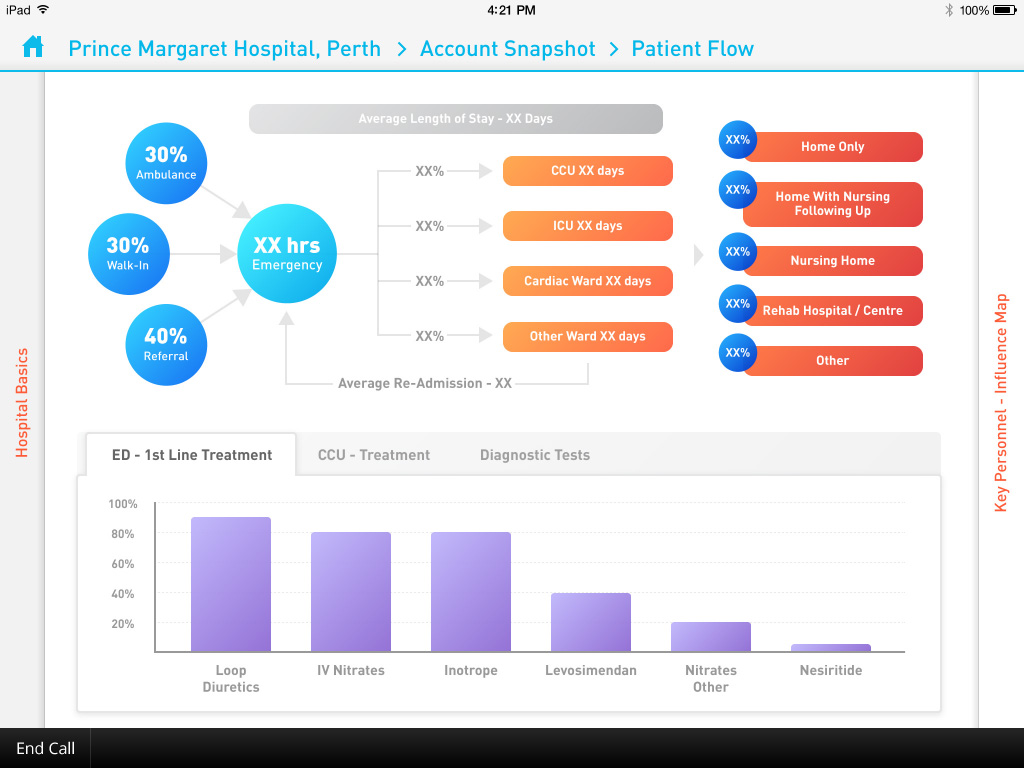 iPad
4:21 PM
100%
Prince Margaret Hospital, Perth > Account Snapshot > Patient Flow
Hospital Basics
Average Length of Stay - XX Days
30%
Ambulance
30%
Walk-In
40%
Referral
XX hrs
Emergency
XX%
CCU XX days
XX%
ICU XX days
XX%
Cardiac Ward XX days
XX%
Other Ward XX days
Average Re-Admission - XX
XX%
Home Only
XX%
Home With Nursing
Following Up
XX%
Nursing Home
XX%
Rehab Hospital / Centre
XX%
Other
Key Personnel - Influence Map
ED - 1st Line Treatment
CCU - Treatment
Diagnostic Tests
100%
80%
60%
40%
20%
Loop
Diuretics
IV Nitrates
Inotrope
Levosimendan
Nitrates
Other
Nesiritide
End Call